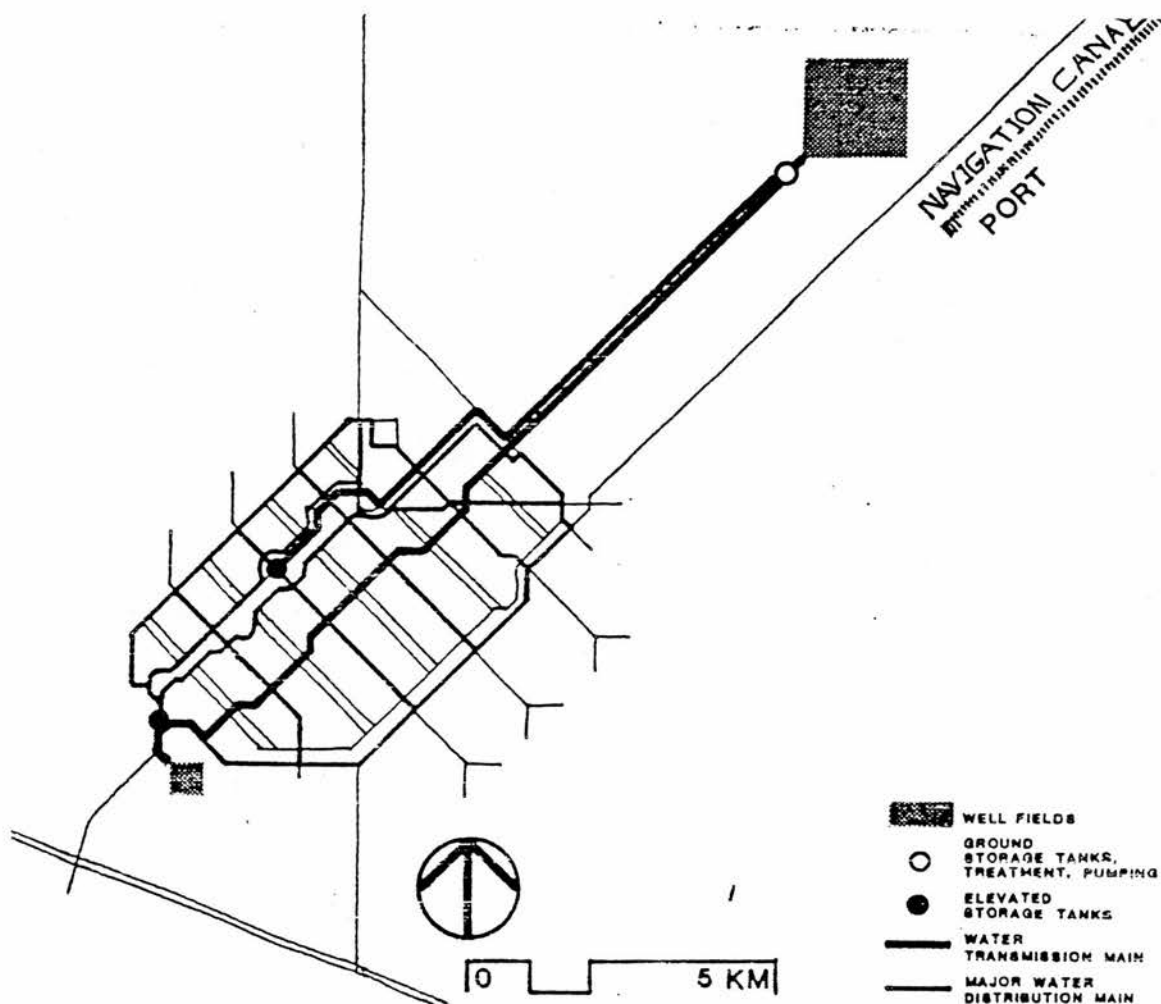 NAVIGATION CANAL
PORT
WELL FIELDS
GROUND
STORAGE TANKS,
TREATMENT, PUMPING
ELEVATED
STORAGE TANKS
WATER
TRANSMISSION MAIN
MAJOR WATER
DISTRIBUTION MAIN
0 5 KM